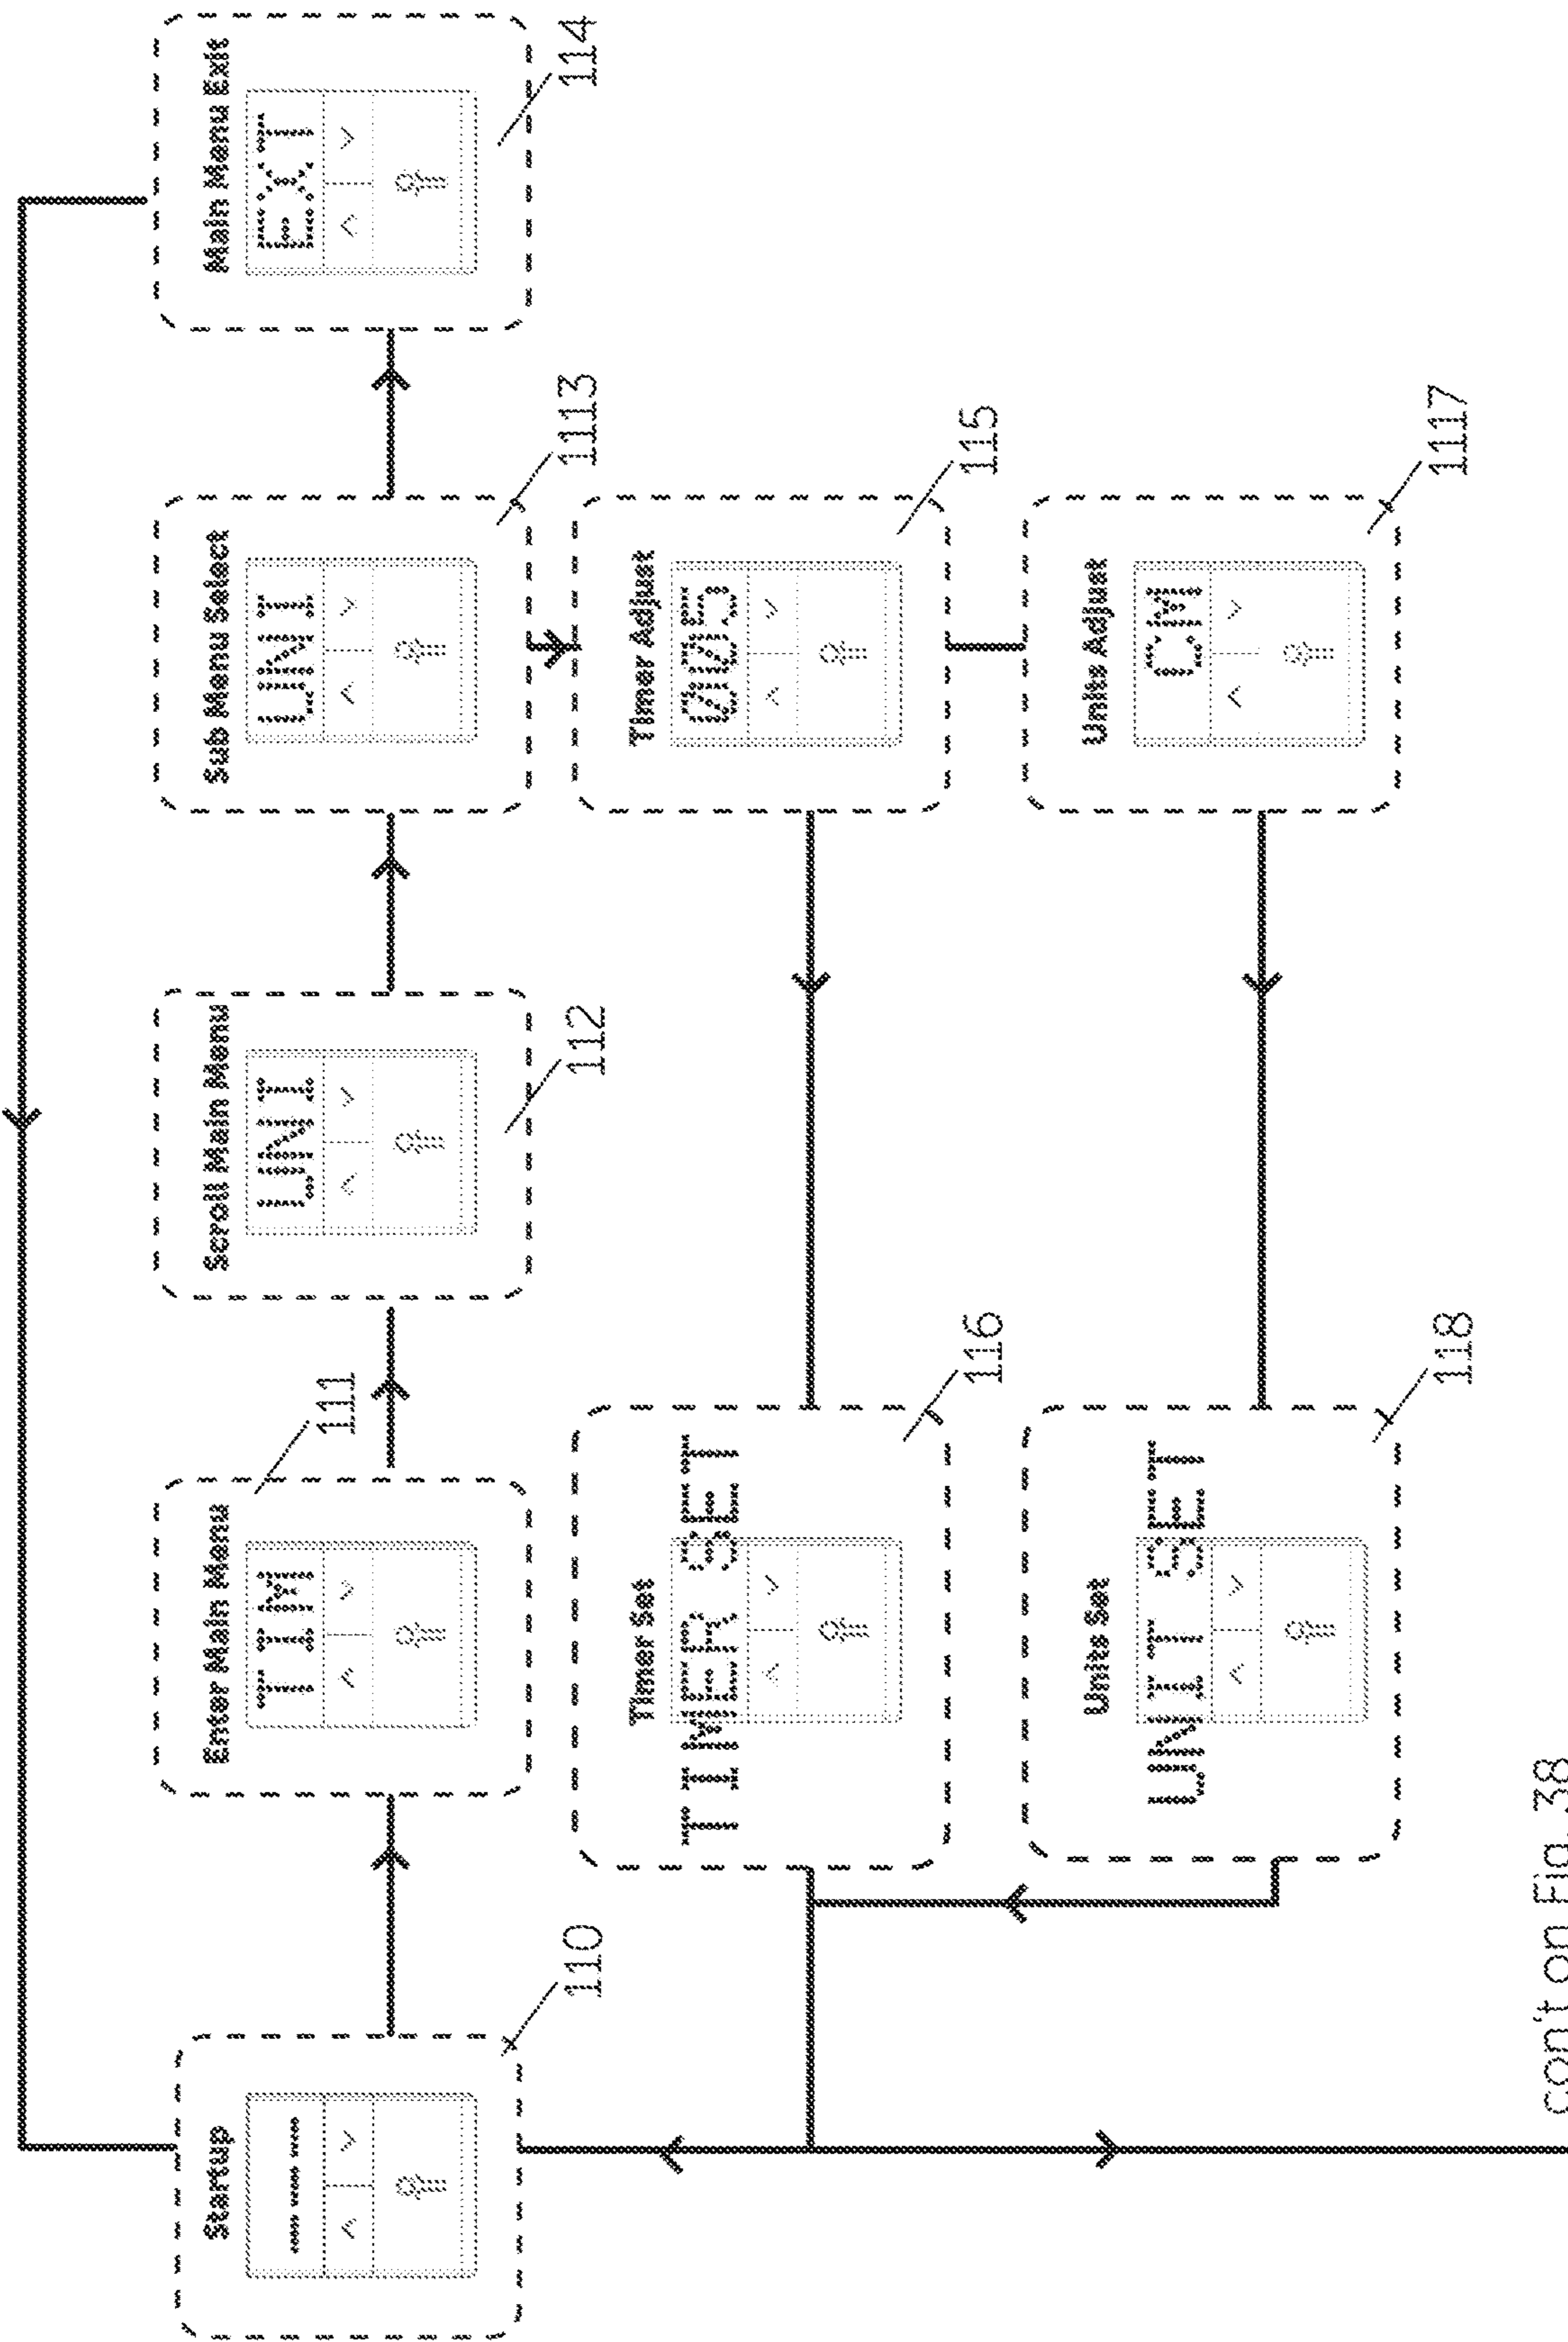 Startup
--- --- ---
110
Enter Main Menu
TIM
111
Scroll Main Menu
UNI
112
Sub Menu Select
UNI
1113
Main Menu Exit
EXT
114
Timer Set
TIMER SET
116
Timer Adjust
005
115
Units Set
UNIT SET
118
Units Adjust
CM
1117
con't on Fig. 38